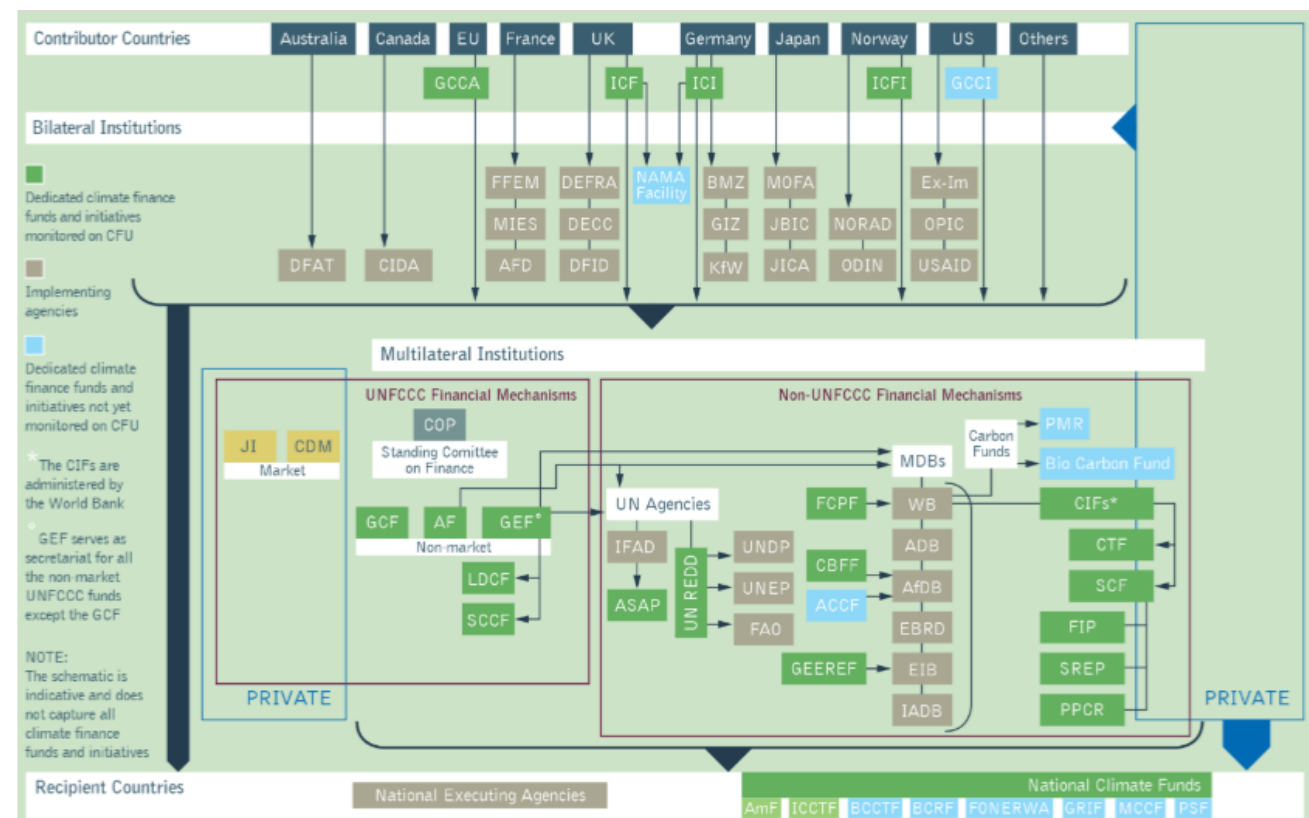 Contributor Countries
Australia
Canada
EU
France
UK
Germany
Japan
Norway
US
Others
GCCA
ICF
ICI
ICFI
GCCI
Bilateral Institutions
Dedicated climate finance
funds and initiatives
monitored on CFU
Implementing
agencies
Dedicated climate
finance funds and
initiatives not yet
monitored on CFU
*The CIFs are
administered by
the World Bank
° GEF serves as
secretariat for all
the non-market
UNFCCC funds
except the GCF
NOTE:
The schematic is
indicative and does
not capture all
climate finance
funds and initiatives
FFEM
DEFRA
NAMA
Facility
BMZ
MOFA
Ex-Im
MIES
DECC
GIZ
JBIC
NORAD
OPIC
DFAT
CIDA
AFD
DFID
KfW
JICA
ODIN
USAID
Multilateral Institutions
UNFCCC Financial Mechanisms
COP
Standing Comittee
on Finance
JI
CDM
Market
GCF
AF
GEF°
Non-market
LDCF
SCCF
PRIVATE
Non-UNFCCC Financial Mechanisms
UN Agencies
IFAD
ASAP
UN REDD
UNDP
UNEP
FAO
MDBs
FCPF
WB
ADB
CBFF
AfDB
ACCF
EBRD
GEEREF
EIB
IADB
Carbon
Funds
PMR
Bio Carbon Fund
CIFs*
CTF
SCF
FIP
SREP
PPCR
PRIVATE
Recipient Countries
National Executing Agencies
National Climate Funds
AmF ICCTF BCCTF BCRF FONERWA GRIF MCCF PSF